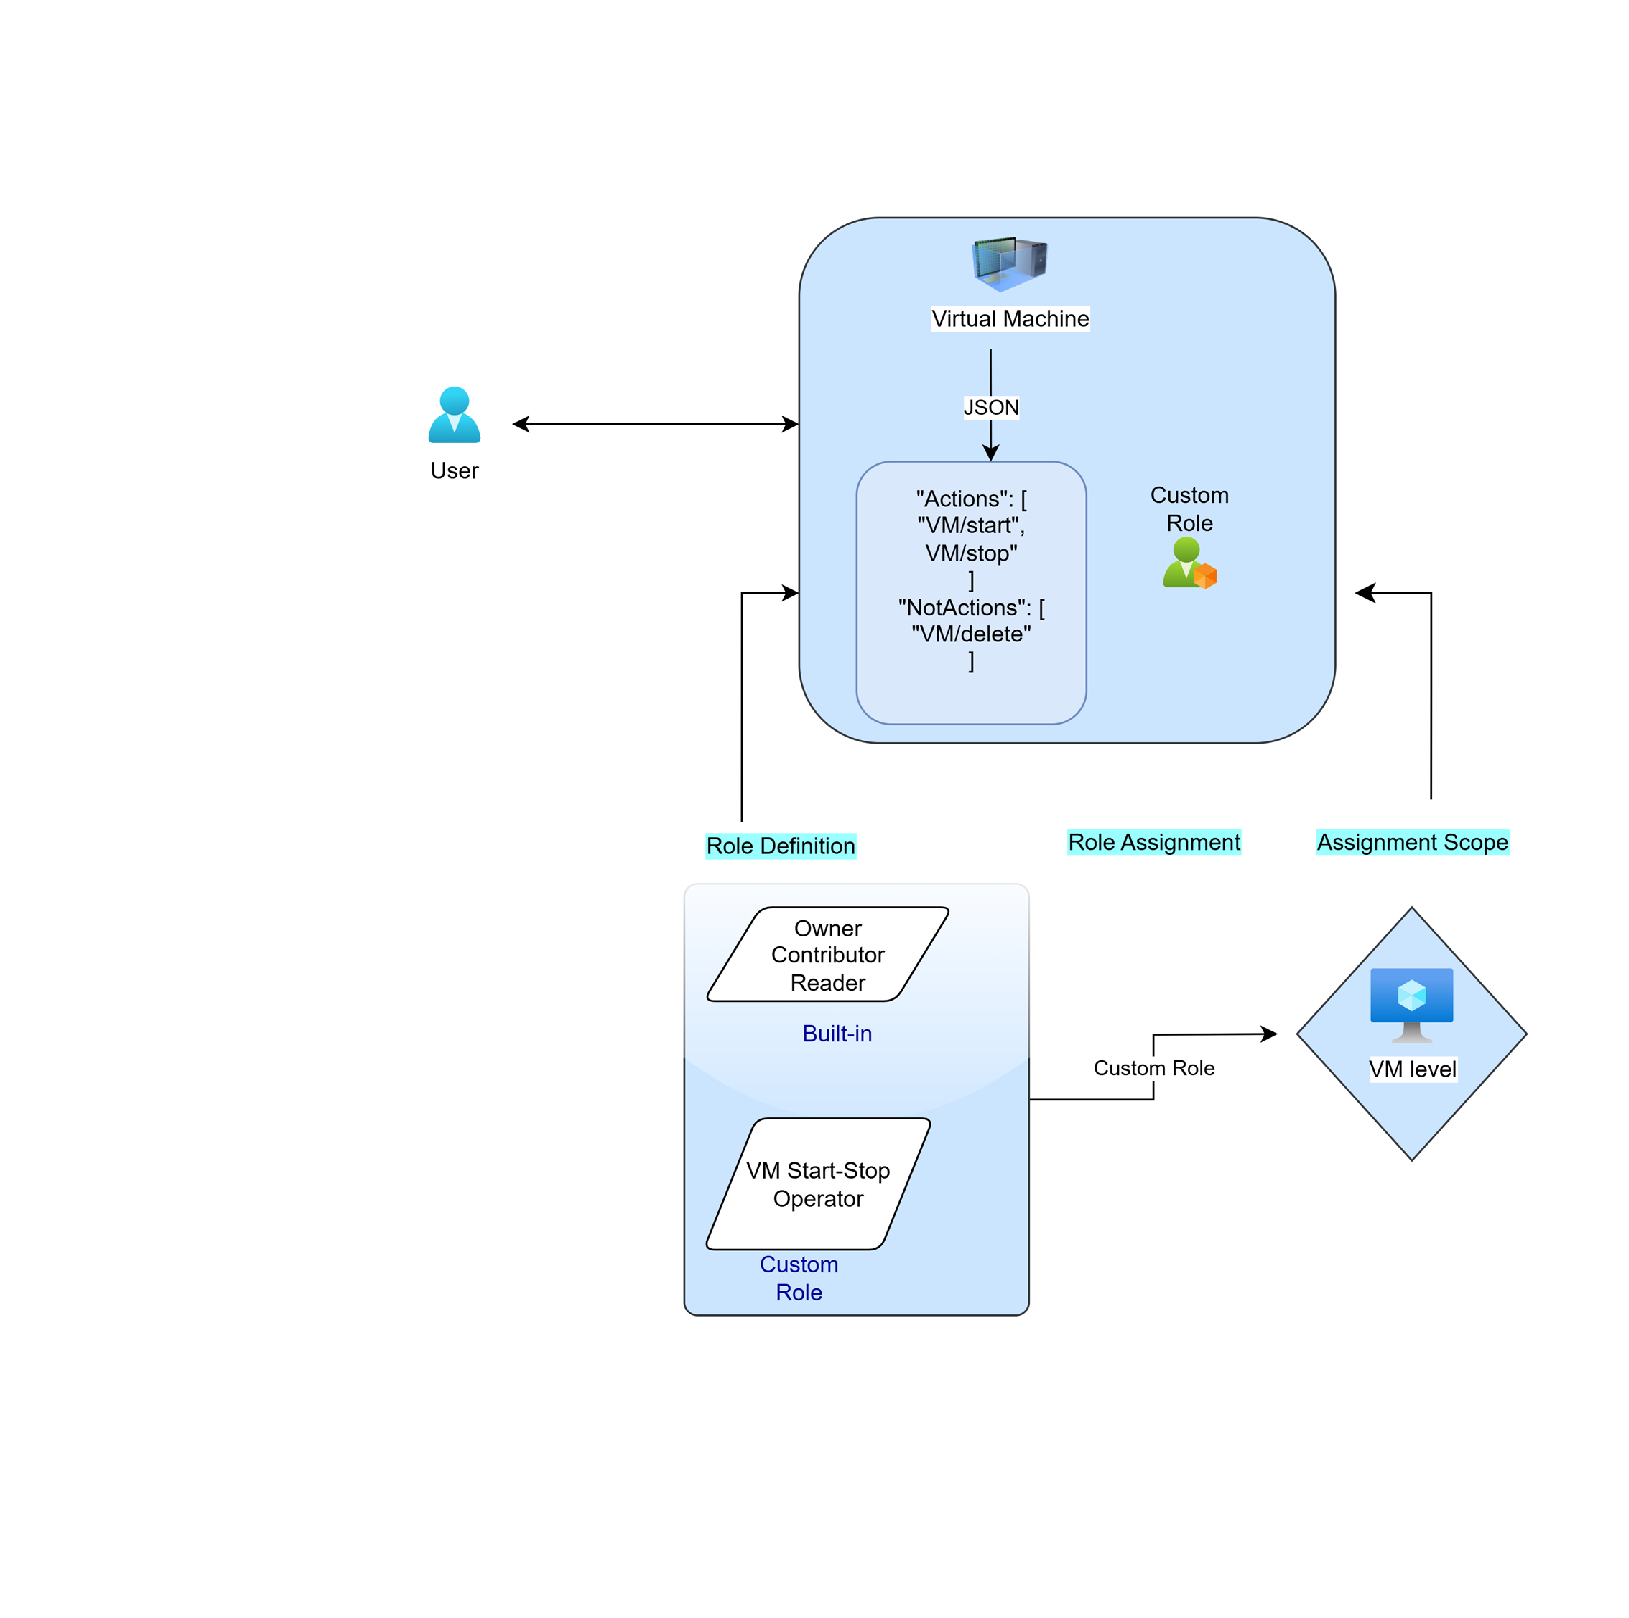 Virtual Machine
JSON
User
"Actions": [
"VM/start",
VM/stop"
]
"NotActions": [
"VM/delete"
]
Custom
Role
Role Definition
Role Assignment
Assignment Scope
Owner
Contributor
Reader
Built-in
Custom Role
VM level
VM Start-Stop
Operator
Custom
Role